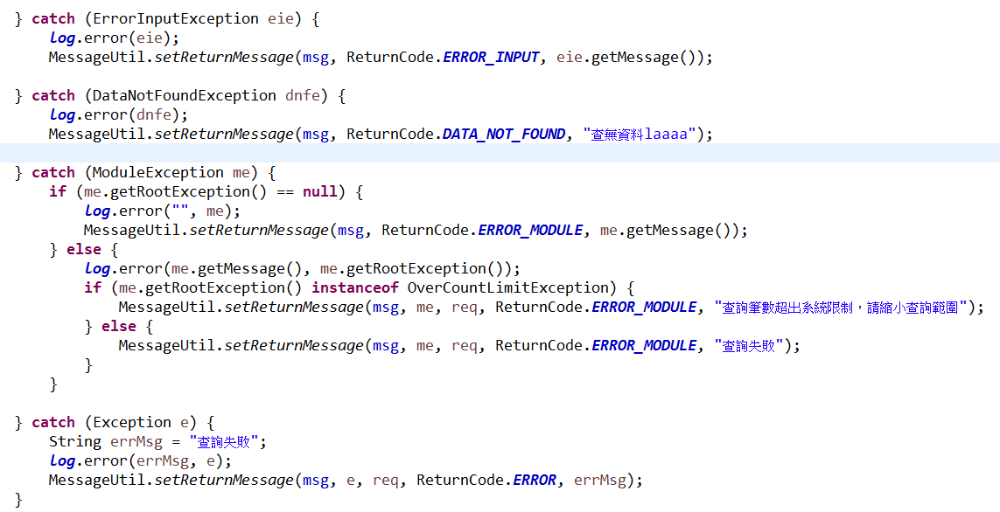 } catch (ErrorInputException eie) {
log.error(eie);
MessageUtil.setReturnMessage(msg, ReturnCode.ERROR_INPUT, eie.getMessage());
} catch (DataNotFoundException dnfe) {
log.error(dnfe);
MessageUtil.setReturnMessage(msg, ReturnCode.DATA_NOT_FOUND, "查無資料laaaa");
} catch (ModuleException me) {
if (me.getRootException() == null) {
log.error("", me);
MessageUtil.setReturnMessage(msg, ReturnCode.ERROR_MODULE, me.getMessage());
} else {
log.error(me.getMessage(), me.getRootException());
if (me.getRootException() instanceof OverCountLimitException) {
MessageUtil.setReturnMessage(msg, me, req, ReturnCode.ERROR_MODULE, "查詢筆數超出系統限制，請縮小查詢範圍");
} else {
MessageUtil.setReturnMessage(msg, me, req, ReturnCode.ERROR_MODULE, "查詢失敗");
}
}
} catch (Exception e) {
String errMsg = "查詢失敗";
log.error(errMsg, e);
MessageUtil.setReturnMessage(msg, e, req, ReturnCode.ERROR, errMsg);
}